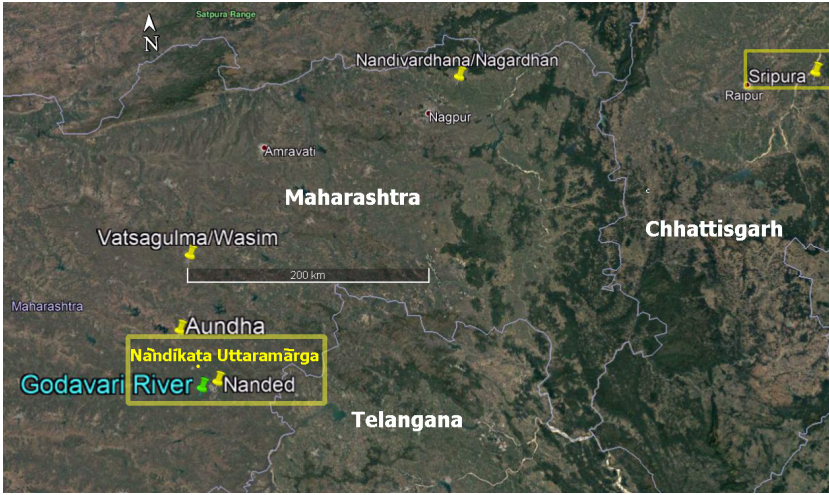 Satpura Range
N
Nandivardhana/Nagardhan
Sripura
Raipur
Nagpur
Amravati
Maharashtra
c
Chhattisgarh
Vatsagulma/Wasim
200 km
Maharashtra
Aundha
Nāndīkata Uttaramārga
Godavari River
Nanded
Telangana